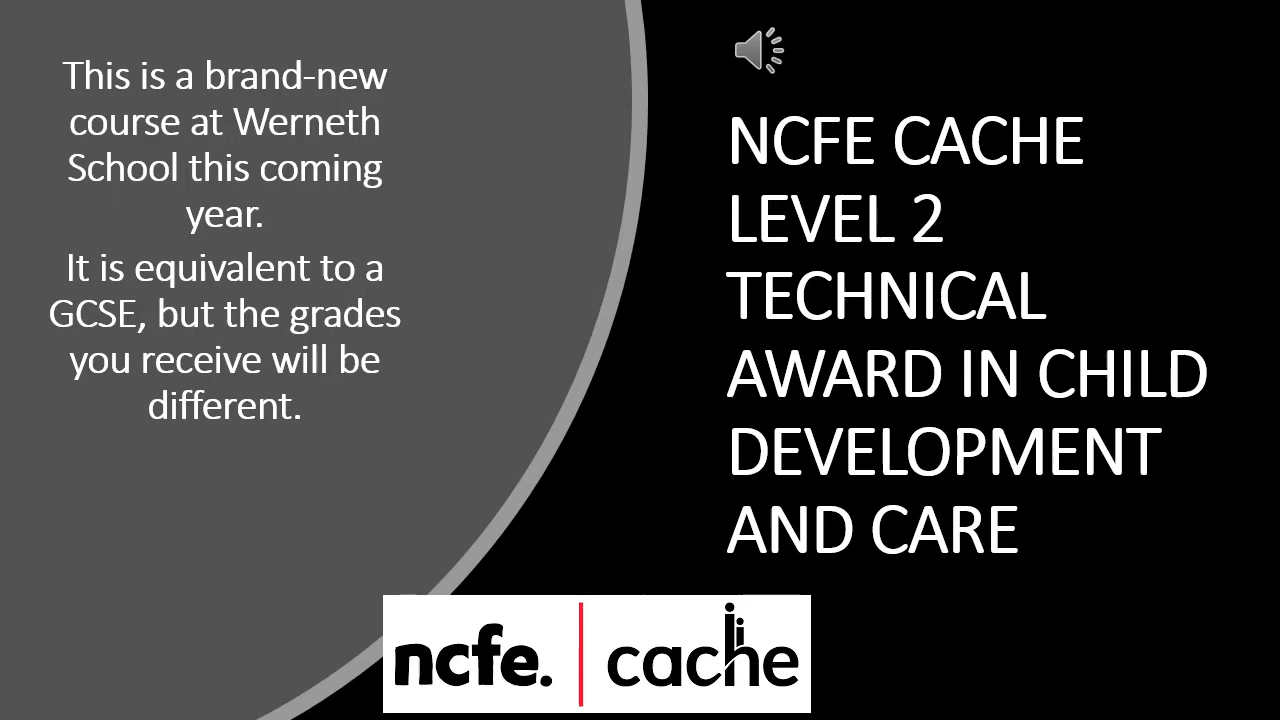 This is a brand-new
course at Werneth
School this coming
year.
It is equivalent to a
GCSE, but the grades
you receive will be
different.
NCFE CACHE
LEVEL 2
TECHNICAL
AWARD IN CHILD
DEVELOPMENT
AND CARE
ncfe. cache